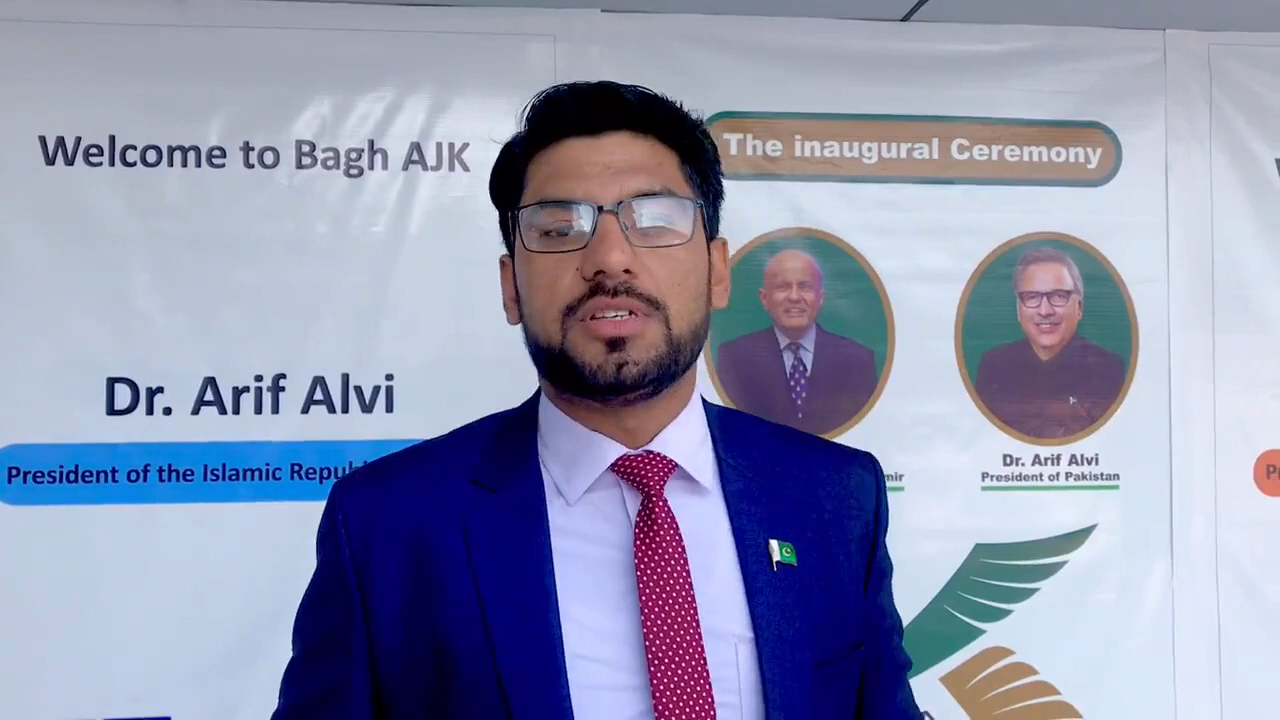 Welcome to Bagh AJK
Dr. Arif Alvi
President of the Islamic
The inaugural Ceremony
Dr. Arif Alvi
President of Pakistan